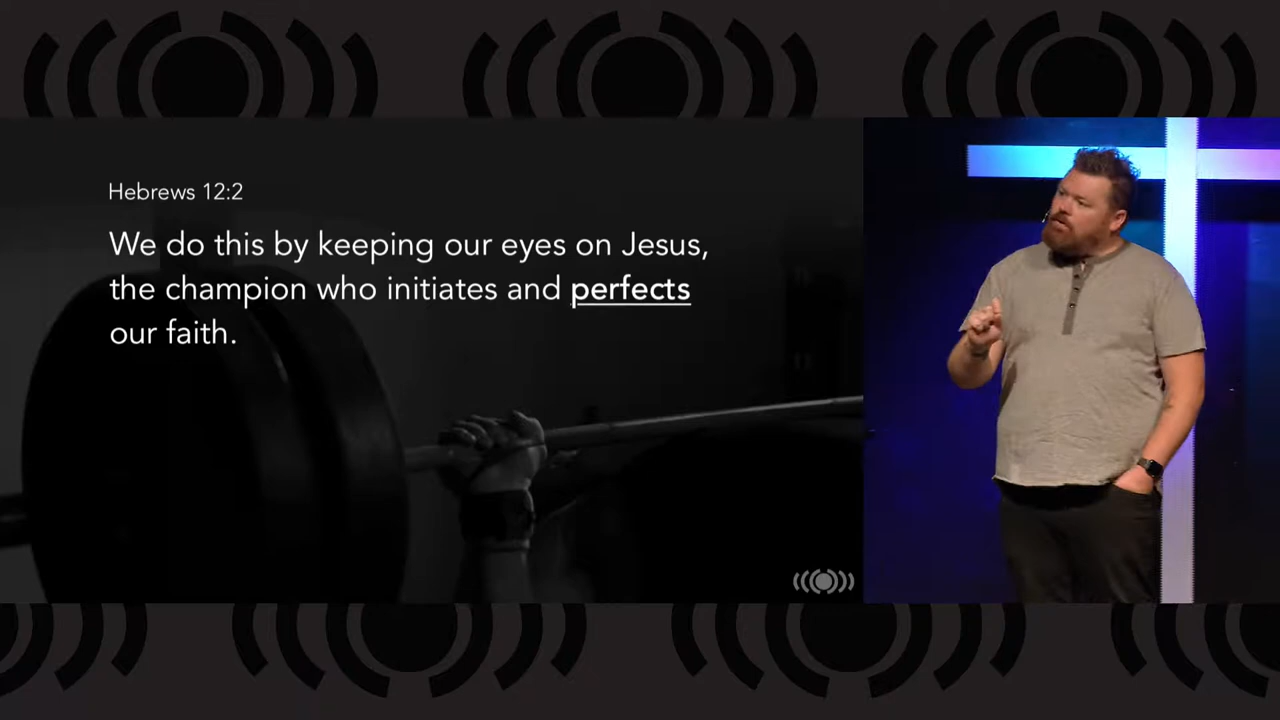 Hebrews 12:2
We do this by keeping our eyes on Jesus,
the champion who initiates and perfects
our faith.